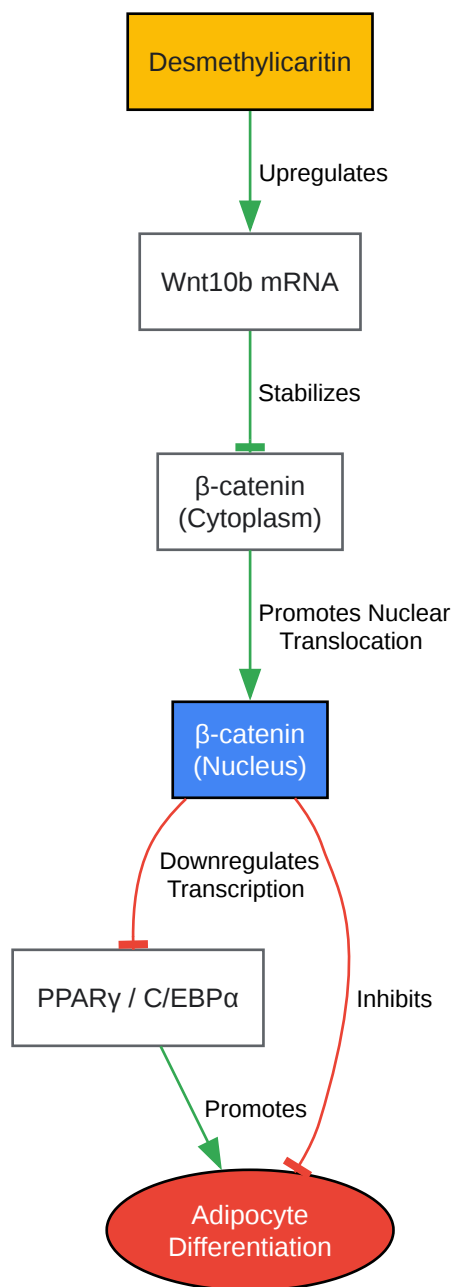 Desmethylicaritin
Upregulates
Wnt10b mRNA
Stabilizes
β-catenin
(Cytoplasm)
Promotes Nuclear
Translocation
β-catenin
(Nucleus)
Downregulates
Transcription
PPARγ / C/EBPα
Inhibits
Promotes
Adipocyte
Differentiation